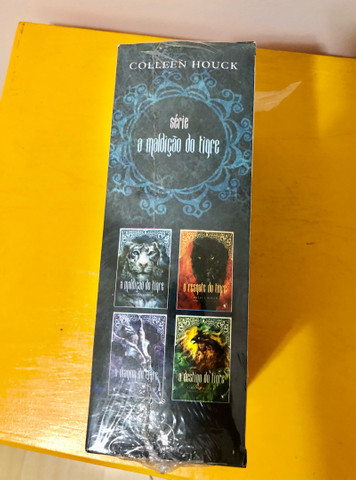 COLLEEN HOUCK
série
a maldição do tigre
a maldição do tigre
o resgate do tigre
a viagem do tigre
o destino do tigre